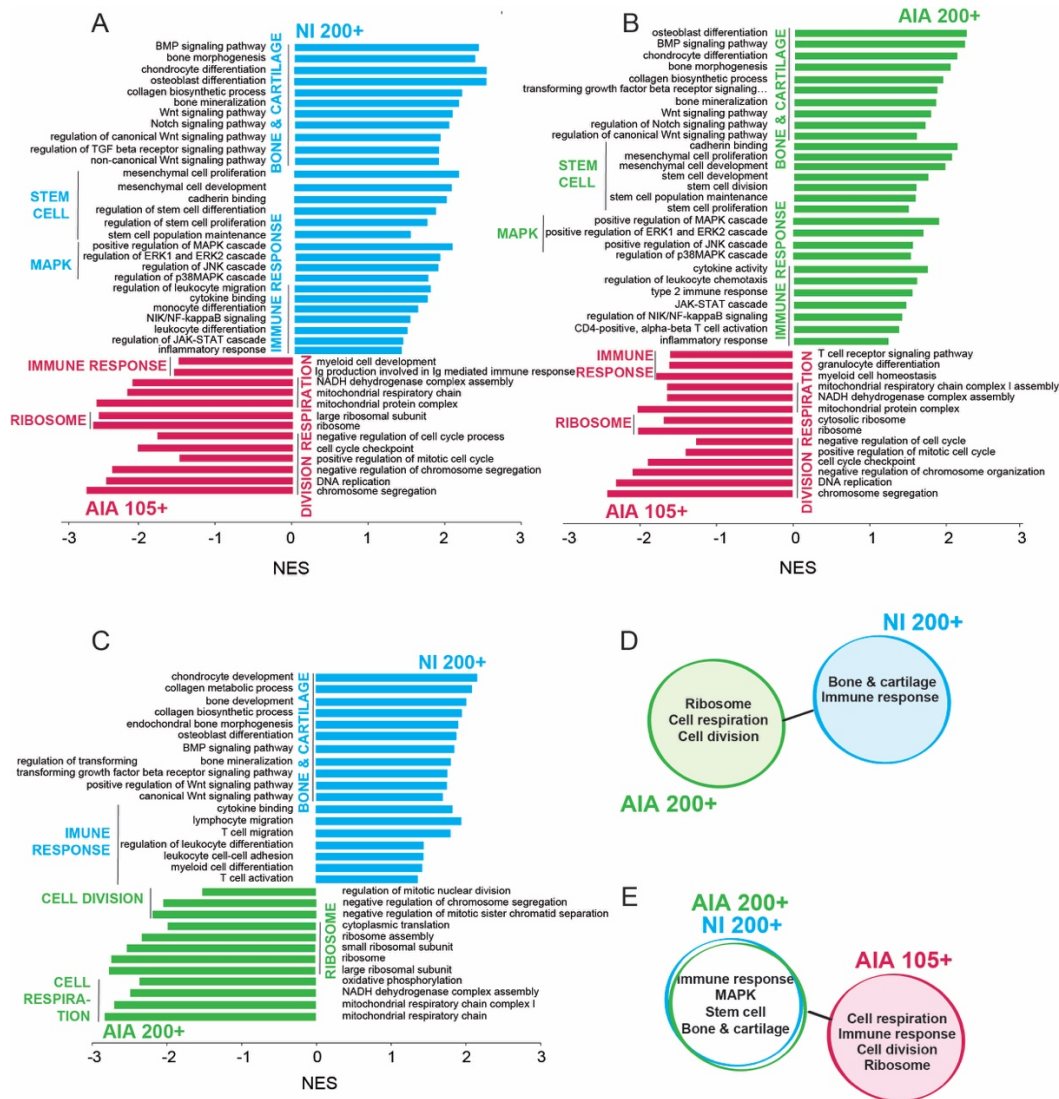 A
NI 200+
BONE & CARTILAGE
BMP signaling pathway
bone morphogenesis
chondrocyte differentiation
osteoblast differentiation
collagen biosynthetic process
bone mineralization
Wnt signaling pathway
Notch signaling pathway
regulation of canonical Wnt signaling pathway
regulation of TGF beta receptor signaling pathway
non-canonical Wnt signaling pathway
STEM
CELL
mesenchymal cell proliferation
mesenchymal cell development
cadherin binding
regulation of stem cell differentiation
regulation of stem cell proliferation
stem cell population maintenance
MAPK
positive regulation of MAPK cascade
regulation of ERK1 and ERK2 cascade
regulation of JNK cascade
regulation of p38MAPK cascade
IMMUNE RESPONSE
regulation of leukocyte migration
cytokine binding
monocyte differentiation
NIK/NF-kappaB signaling
leukocyte differentiation
regulation of JAK-STAT cascade
inflammatory response
IMMUNE RESPONSE
myeloid cell development
Ig production involved in Ig mediated immune response
RESPIRATION
NADH dehydrogenase complex assembly
mitochondrial respiratory chain
mitochondrial protein complex
RIBOSOME
large ribosomal subunit
ribosome
DIVISION
negative regulation of cell cycle process
cell cycle checkpoint
positive regulation of mitotic cell cycle
negative regulation of chromosome segregation
DNA replication
chromosome segregation
AIA 105+
-3 -2 -1 0 1 2 3
NES
B
AIA 200+
BONE & CARTILAGE
osteoblast differentiation
BMP signaling pathway
chondrocyte differentiation
bone morphogenesis
collagen biosynthetic process
transforming growth factor beta receptor signaling...
bone mineralization
Wnt signaling pathway
regulation of Notch signaling pathway
regulation of canonical Wnt signaling pathway
STEM
CELL
cadherin binding
mesenchymal cell proliferation
mesenchymal cell development
stem cell development
stem cell division
stem cell population maintenance
stem cell proliferation
MAPK
positive regulation of MAPK cascade
positive regulation of ERK1 and ERK2 cascade
positive regulation of JNK cascade
regulation of p38MAPK cascade
IMMUNE RESPONSE
cytokine activity
regulation of leukocyte chemotaxis
type 2 immune response
JAK-STAT cascade
regulation of NIK/NF-kappaB signaling
CD4-positive, alpha-beta T cell activation
inflammatory response
IMMUNE
RESPONSE
T cell receptor signaling pathway
granulocyte differentiation
myeloid cell homeostasis
RESPIRATION
mitochondrial respiratory chain complex I assembly
NADH dehydrogenase complex assembly
mitochondrial protein complex
RIBOSOME
cytosolic ribosome
ribosome
DIVISION
negative regulation of cell cycle
positive regulation of mitotic cell cycle
cell cycle checkpoint
negative regulation of chromosome organization
DNA replication
chromosome segregation
AIA 105+
-3 -2 -1 0 1 2 3
NES
C
NI 200+
BONE & CARTILAGE
chondrocyte development
collagen metabolic process
bone development
collagen biosynthetic process
endochondral bone morphogenesis
osteoblast differentiation
BMP signaling pathway
regulation of transforming bone mineralization
transforming growth factor beta receptor signaling pathway
positive regulation of Wnt signaling pathway
canonical Wnt signaling pathway
IMUNE
RESPONSE
cytokine binding
lymphocyte migration
T cell migration
regulation of leukocyte differentiation
leukocyte cell-cell adhesion
myeloid cell differentiation
T cell activation
CELL DIVISION
regulation of mitotic nuclear division
negative regulation of chromosome segregation
negative regulation of mitotic sister chromatid separation
RIBOSOME
cytoplasmic translation
ribosome assembly
small ribosomal subunit
ribosome
large ribosomal subunit
CELL
RESPIRA-
TION
oxidative phosphorylation
NADH dehydrogenase complex assembly
mitochondrial respiratory chain complex I
mitochondrial respiratory chain
AIA 200+
-3 -2 -1 0 1 2 3
NES
D
NI 200+
Bone & cartilage
Immune response
Ribosome
Cell respiration
Cell division
AIA 200+
E
AIA 200+
NI 200+
Immune response
MAPK
Stem cell
Bone & cartilage
AIA 105+
Cell respiration
Immune response
Cell division
Ribosome